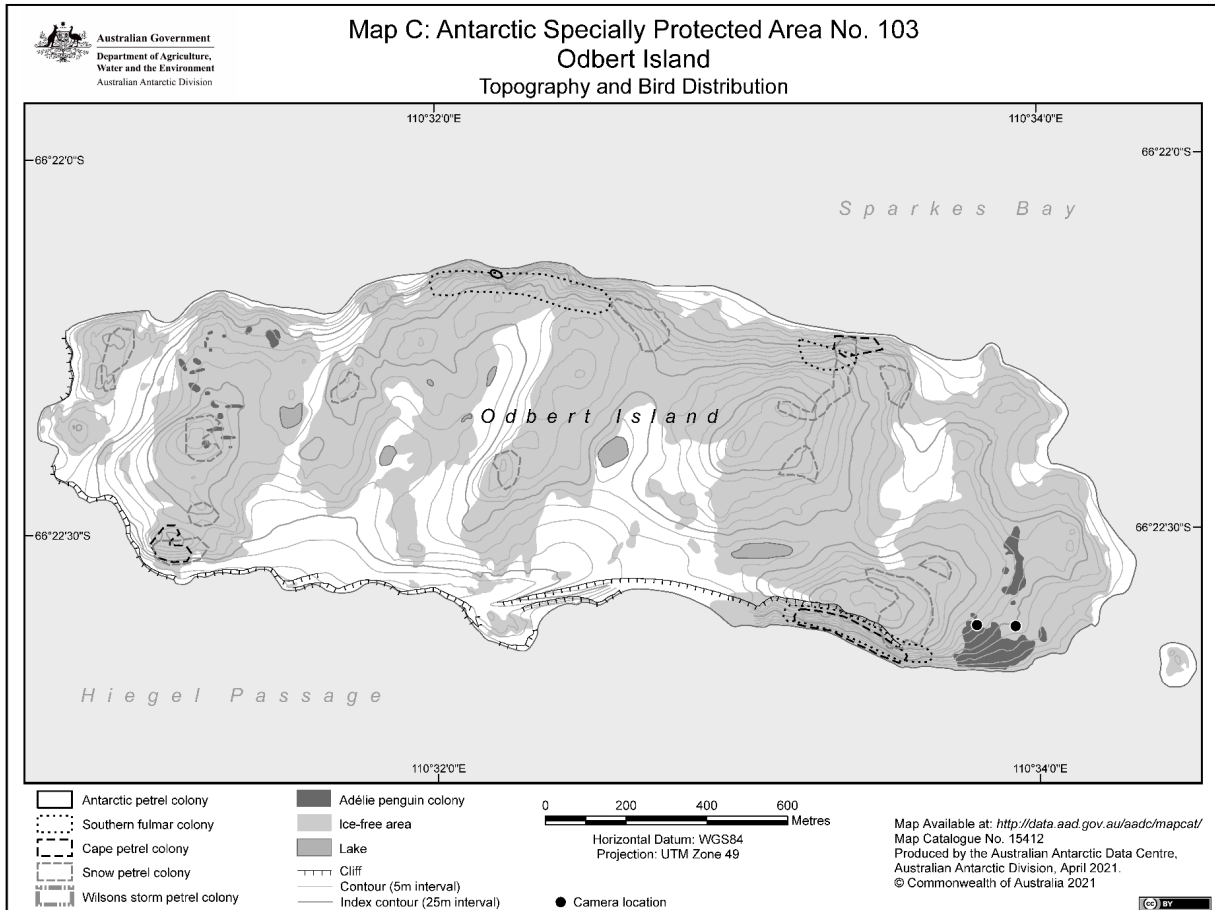 Australian Government
Department of Agriculture,
Water and the Environment
Australian Antarctic Division
Map C: Antarctic Specially Protected Area No. 103
Odbert Island
Topography and Bird Distribution
110°32'0"E
110°34'0"E
66°22'0"S
66°22'0"S
Sparkes Bay
Odbert Island
66°22'30"S
66°22'30"S
Hiegel Passage
110°32'0"E
110°34'0"E
Antarctic petrel colony
Southern fulmar colony
Cape petrel colony
Snow petrel colony
Wilsons storm petrel colony
Adélie penguin colony
Ice-free area
Lake
Cliff
Contour (5m interval)
Index contour (25m interval)
0 200 400 600
Metres
Horizontal Datum: WGS84
Projection: UTM Zone 49
Camera location
Map Available at: http://data.aad.gov.au/aadc/mapcat/
Map Catalogue No. 15412
Produced by the Australian Antarctic Data Centre,
Australian Antarctic Division, April 2021.
© Commonwealth of Australia 2021
cc BY